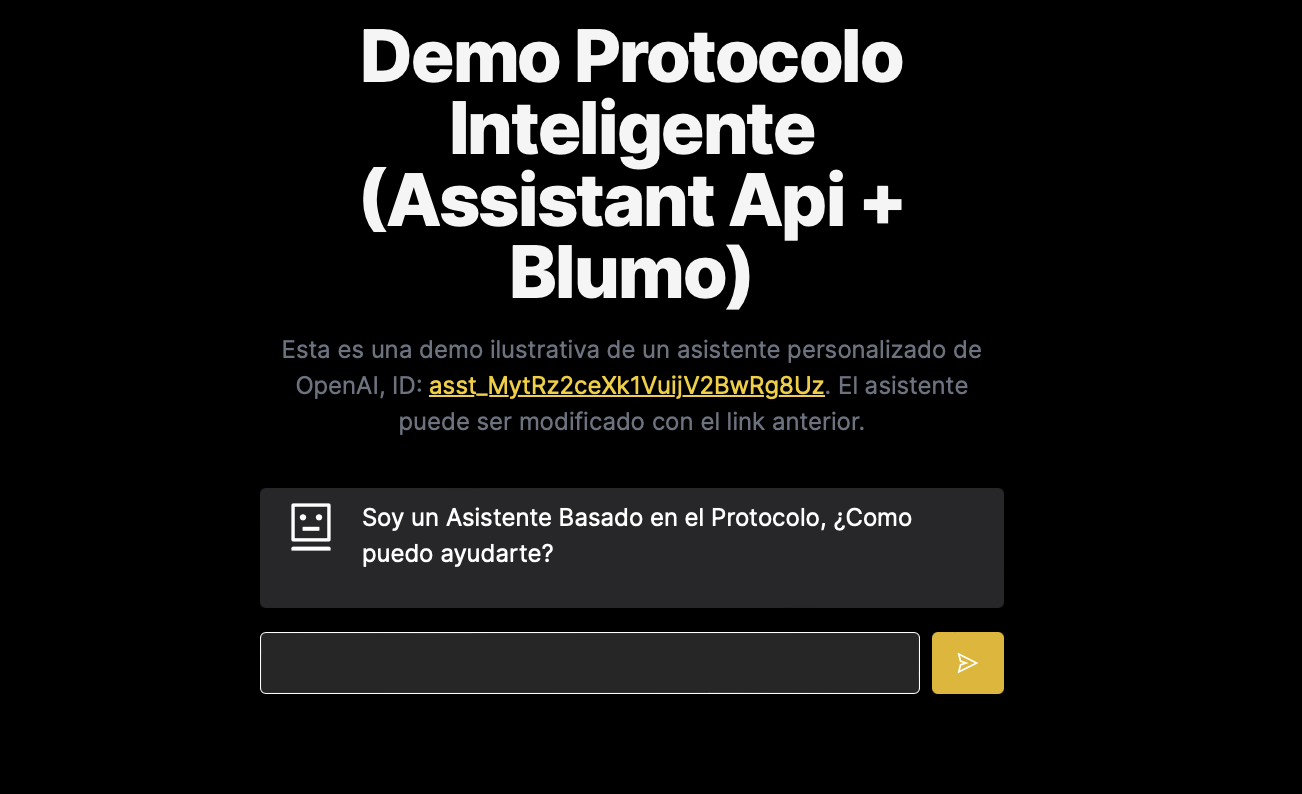 Demo Protocolo
Inteligente
(Assistant Api +
Blumo)
Esta es una demo ilustrativa de un asistente personalizado de
OpenAI, ID: asst_MytRz2ceXk1VuijV2BwRg8Uz. El asistente
puede ser modificado con el link anterior.
Soy un Asistente Basado en el Protocolo, ¿Como
puedo ayudarte?